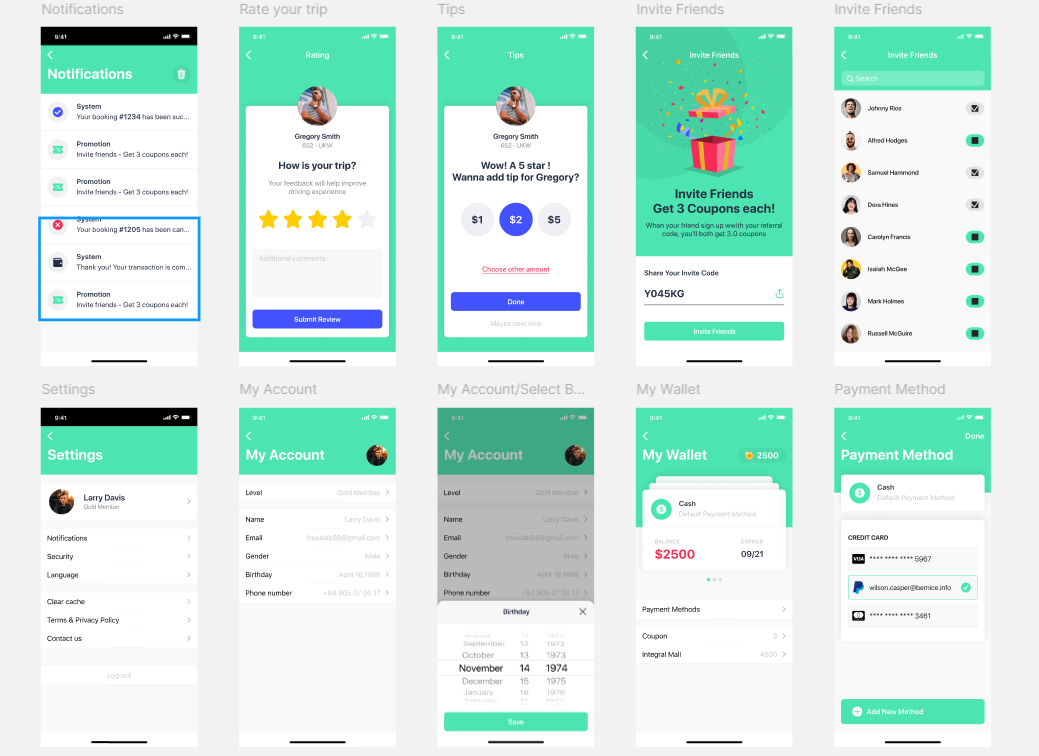 Notifications
9:41
Notifications
System
Your booking #1234 has been suc...
Promotion
Invite friends - Get 3 coupons each!
Promotion
Invite friends - Get 3 coupons each!
System
Your booking #1205 has been can...
System
Thank you! Your transaction is com...
Promotion
Invite friends - Get 3 coupons each!
Rate your trip
9:41
Rating
Gregory Smith
652 - UKW
How is your trip?
Your feedback will help improve
driving experience
Additional comments...
Submit Review
Tips
9:41
Tips
Gregory Smith
652 - UKW
Wow! A 5 star !
Wanna add tip for Gregory?
$1 $2 $5
Choose other amount
Done
Maybe next time
Invite Friends
9:41
Invite Friends
Invite Friends
Get 3 Coupons each!
When your friend sign up wwith your referral
code, you'll both get 3.0 coupons
Share Your Invite Code
Y045KG
Invite Friends
Invite Friends
9:41
Invite Friends
Search
Johnny Rios
Alfred Hodges
Samuel Hammond
Dora Hines
Carolyn Francis
Isaiah McGee
Mark Holmes
Russell McGuire
Settings
9:41
Settings
Larry Davis
Gold Member
Notifications
Security
Language
Clear cache
Terms & Privacy Policy
Contact us
Log out
My Account
9:41
My Account
Level Gold Member
Name Larry Davis
Email freeslab88@gmail.com
Gender Male
Birthday April 16,1988
Phone number +84 905 07 00 17
My Account/Select B...
9:41
My Account
Level Gold Member
Name Larry Davis
Email freeslab88@gmail.com
Gender Male
Birthday April 16,1988
Phone number +84 905 07 00 17
Birthday
August 11 1971
September 12 1972
October 13 1973
November 14 1974
December 15 1975
January 16 1976
February 17 1977
Save
My Wallet
9:41
My Wallet
2500
Cash
Default Payment Method
BALANCE EXPIRES
$2500 09/21
Payment Methods
Coupon 3
Integral Mall 4500
Payment Method
9:41
Done
Payment Method
Cash
Default Payment Method
CREDIT CARD
VISA **** **** **** 5967
wilson.casper@bernice.info
**** **** **** 3461
Add New Method